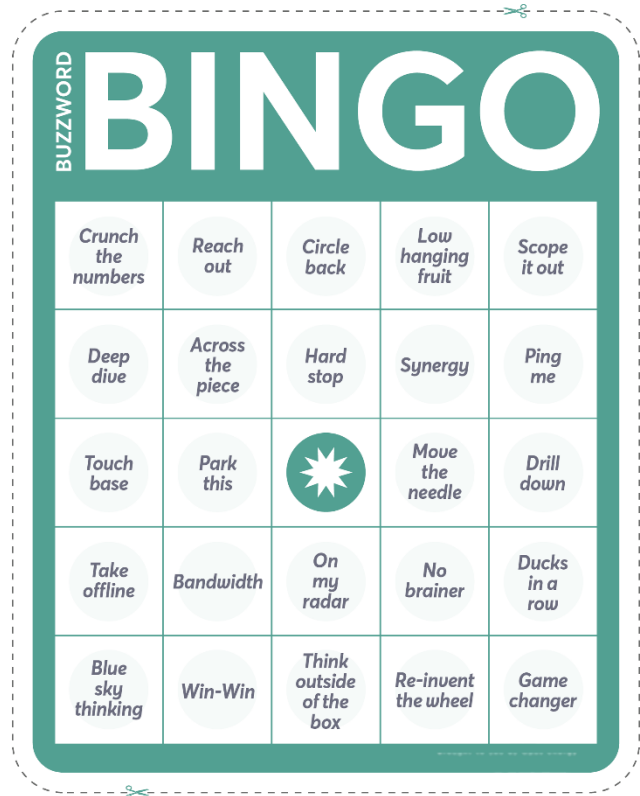 BUZZWORD
BINGO
Crunch
the
numbers
Reach
out
Circle
back
Low
hanging
fruit
Scope
it out
Deep
dive
Across
the
piece
Hard
stop
Synergy
Ping
me
Touch
base
Park
this
Move
the
needle
Drill
down
Take
offline
Bandwidth
On
my
radar
No
brainer
Ducks
in a
row
Blue
sky
thinking
Win-Win
Think
outside
of the
box
Re-invent
the wheel
Game
changer